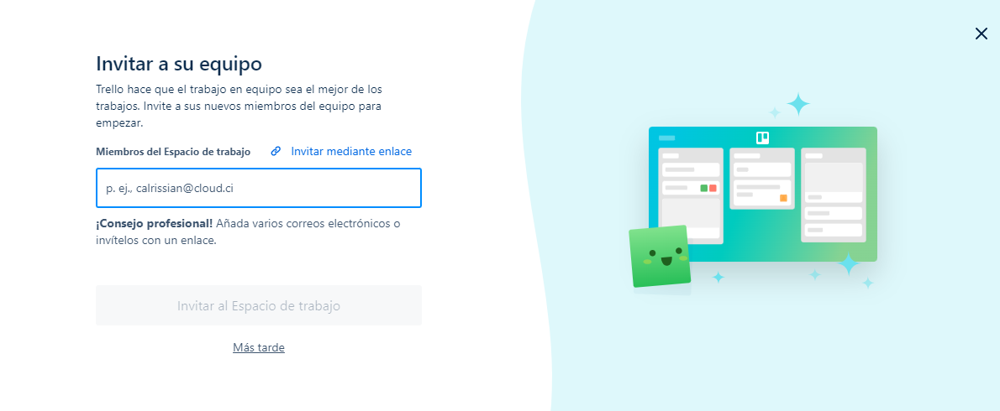 Invitar a su equipo
Trello hace que el trabajo en equipo sea el mejor de los
trabajos. Invite a sus nuevos miembros del equipo para
empezar.
Miembros del Espacio de trabajo Invitar mediante enlace
p. ej., calrissian@cloud.ci
¡Consejo profesional! Añada varios correos electrónicos o
invítelos con un enlace.
Invitar al Espacio de trabajo
Más tarde